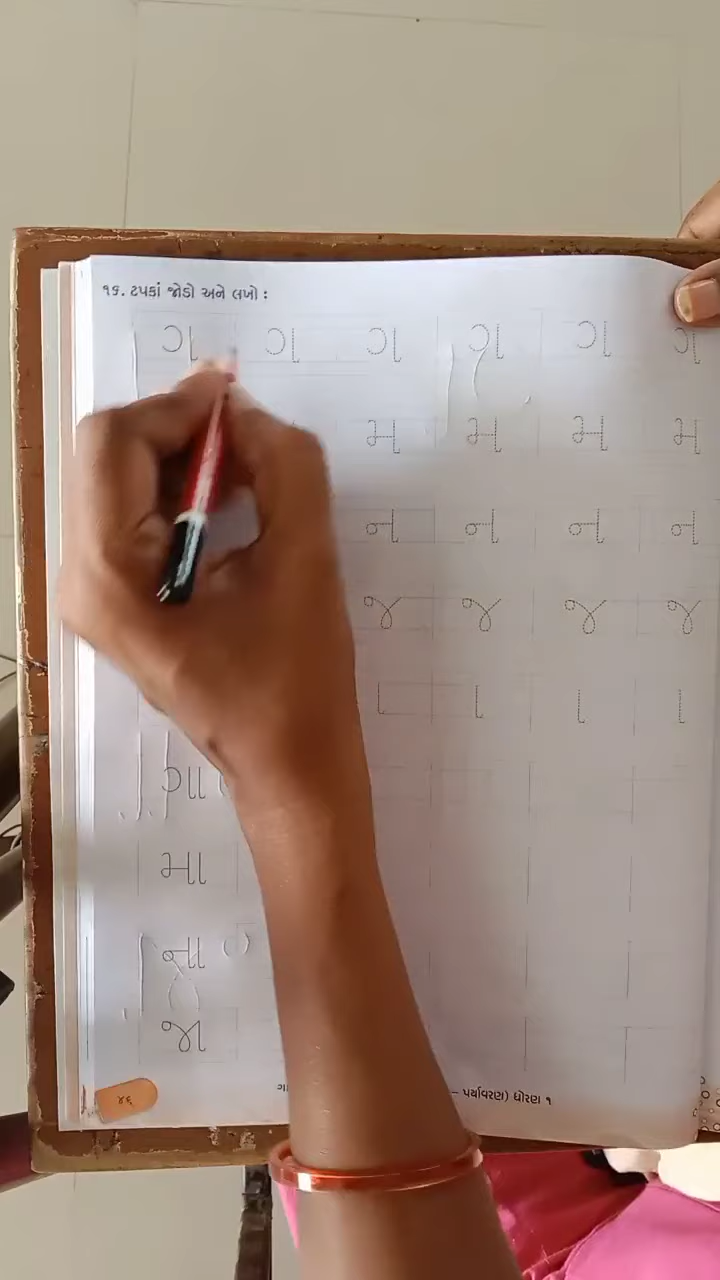 ૧૬. ટપકાં જોડો અને લખો :
ગ ગ ગ ગ ગ ગ
મ મ મ મ
ન ન ન ન
જ જ જ જ
ા ા ા ા
ગા
મા
ના
જા
૪૬
– પર્યાવરણ) ધોરણ ૧